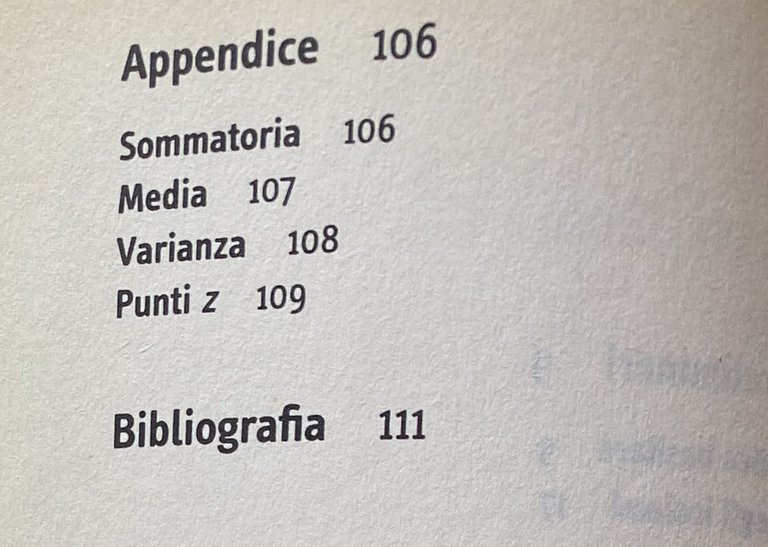 Appendice 106
Sommatoria 106
Media 107
Varianza 108
Punti z 109
Bibliografia 111